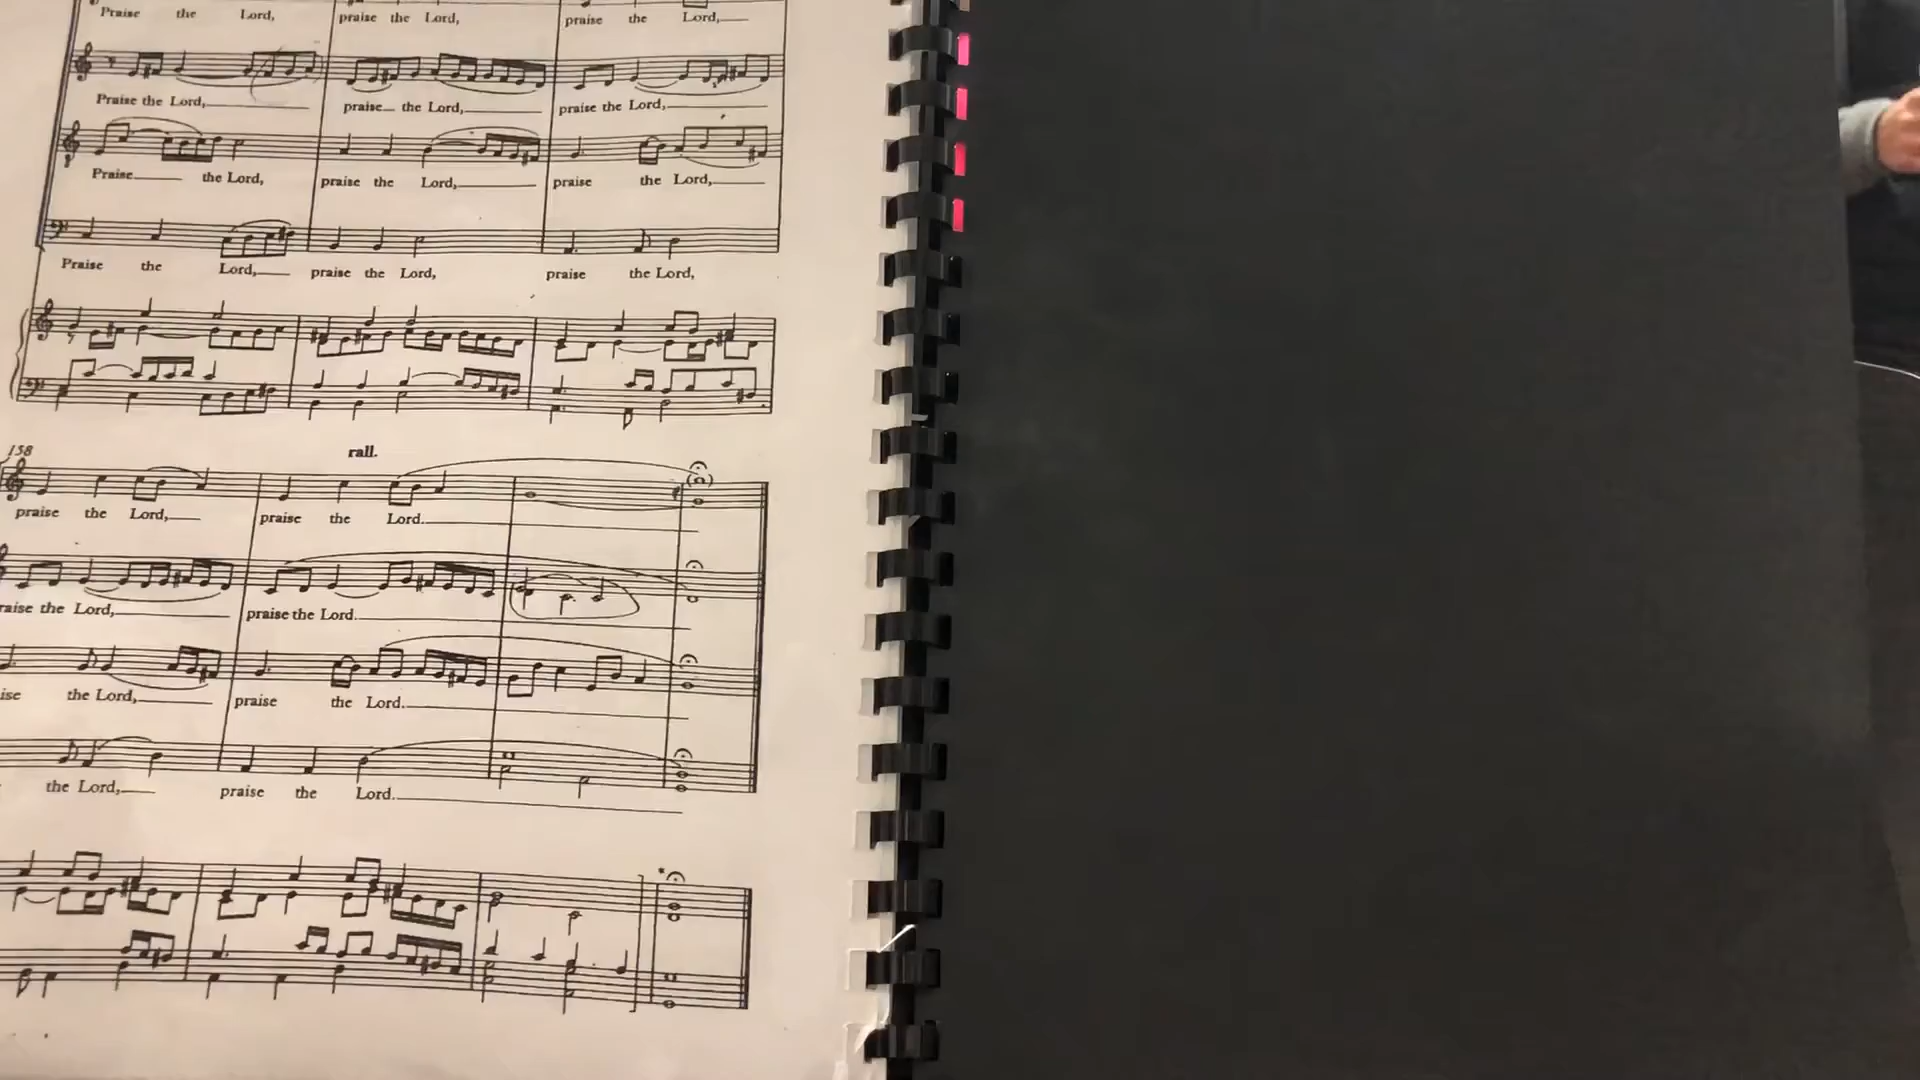 Praise the Lord, praise the Lord, praise the Lord,
Praise the Lord, praise the Lord, praise the Lord,
Praise the Lord, praise the Lord, praise the Lord,
Praise the Lord, praise the Lord, praise the Lord,
158
rall.
praise the Lord, praise the Lord.
raise the Lord, praise the Lord.
ise the Lord, praise the Lord.
the Lord, praise the Lord.
*